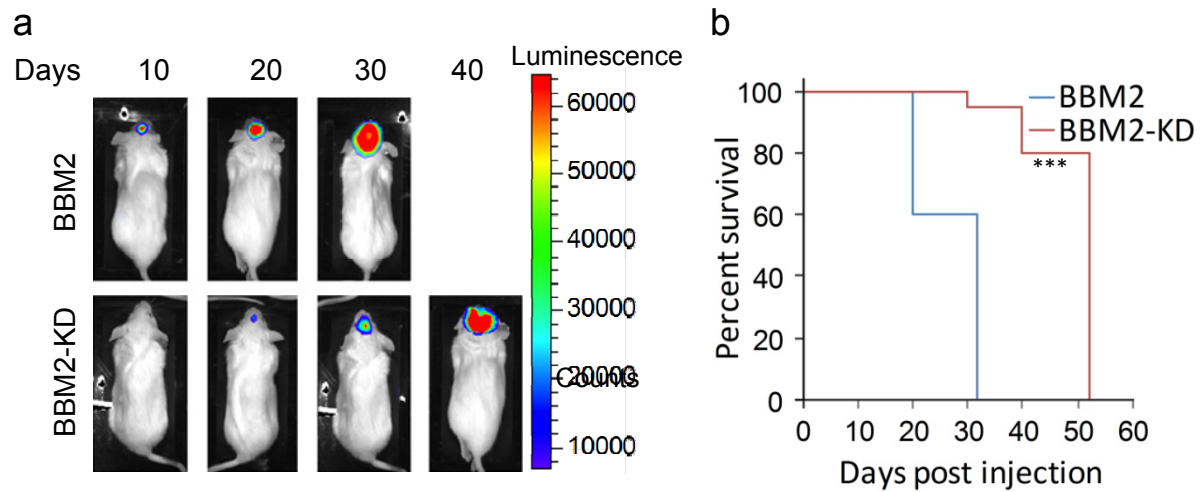 a
Days 10 20 30 40
Luminescence
BBM2
BBM2-KD
60000
50000
40000
30000
20000
Counts
10000
b
BBM2
BBM2-KD
***
Percent survival
100
80
60
40
20
0
0 10 20 30 40 50 60
Days post injection